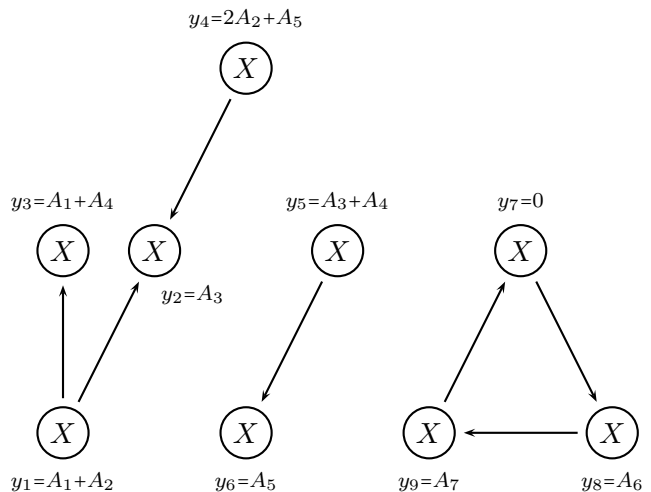 y₄=2A₂+A₅
X
y₃=A₁+A₄
y₅=A₃+A₄
y₇=0
X
X
X
X
y₂=A₃
X
X
X
X
y₁=A₁+A₂
y₆=A₅
y₉=A₇
y₈=A₆